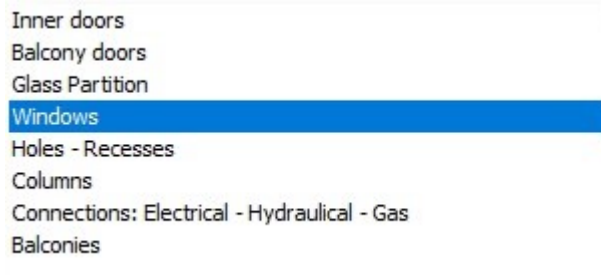 Inner doors
Balcony doors
Glass Partition
Windows
Holes - Recesses
Columns
Connections: Electrical - Hydraulical - Gas
Balconies